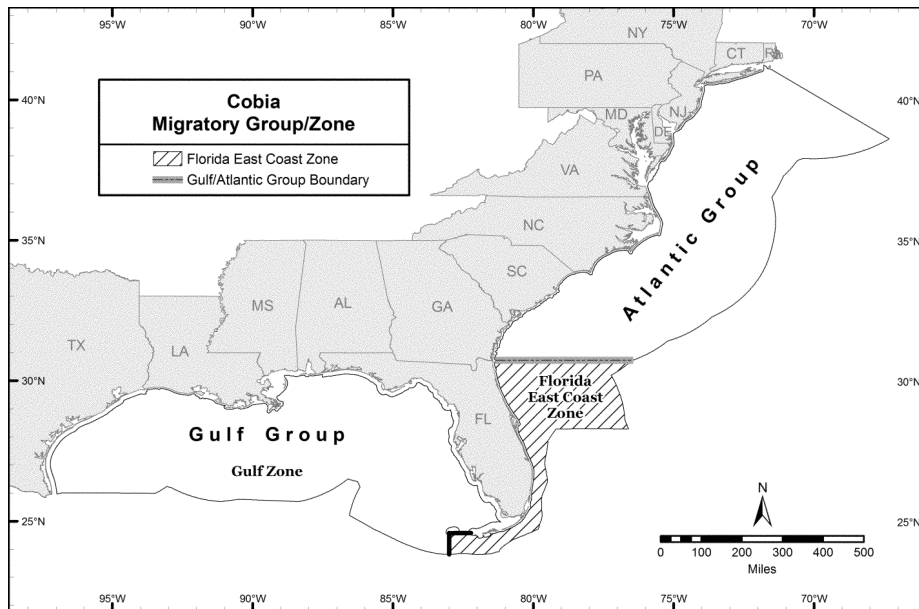 95°W 90°W 85°W 80°W 75°W 70°W
NY
CT
RI
PA
40°N
40°N
Cobia
Migratory Group/Zone
Florida East Coast Zone
Gulf/Atlantic Group Boundary
NJ
MD
DE
VA
Atlantic Group
NC
35°N
35°N
SC
MS
AL
GA
TX
LA
30°N
30°N
Florida
East Coast
Zone
FL
Gulf Group
Gulf Zone
N
25°N
25°N
0 100 200 300 400 500
Miles
95°W 90°W 85°W 80°W 75°W 70°W